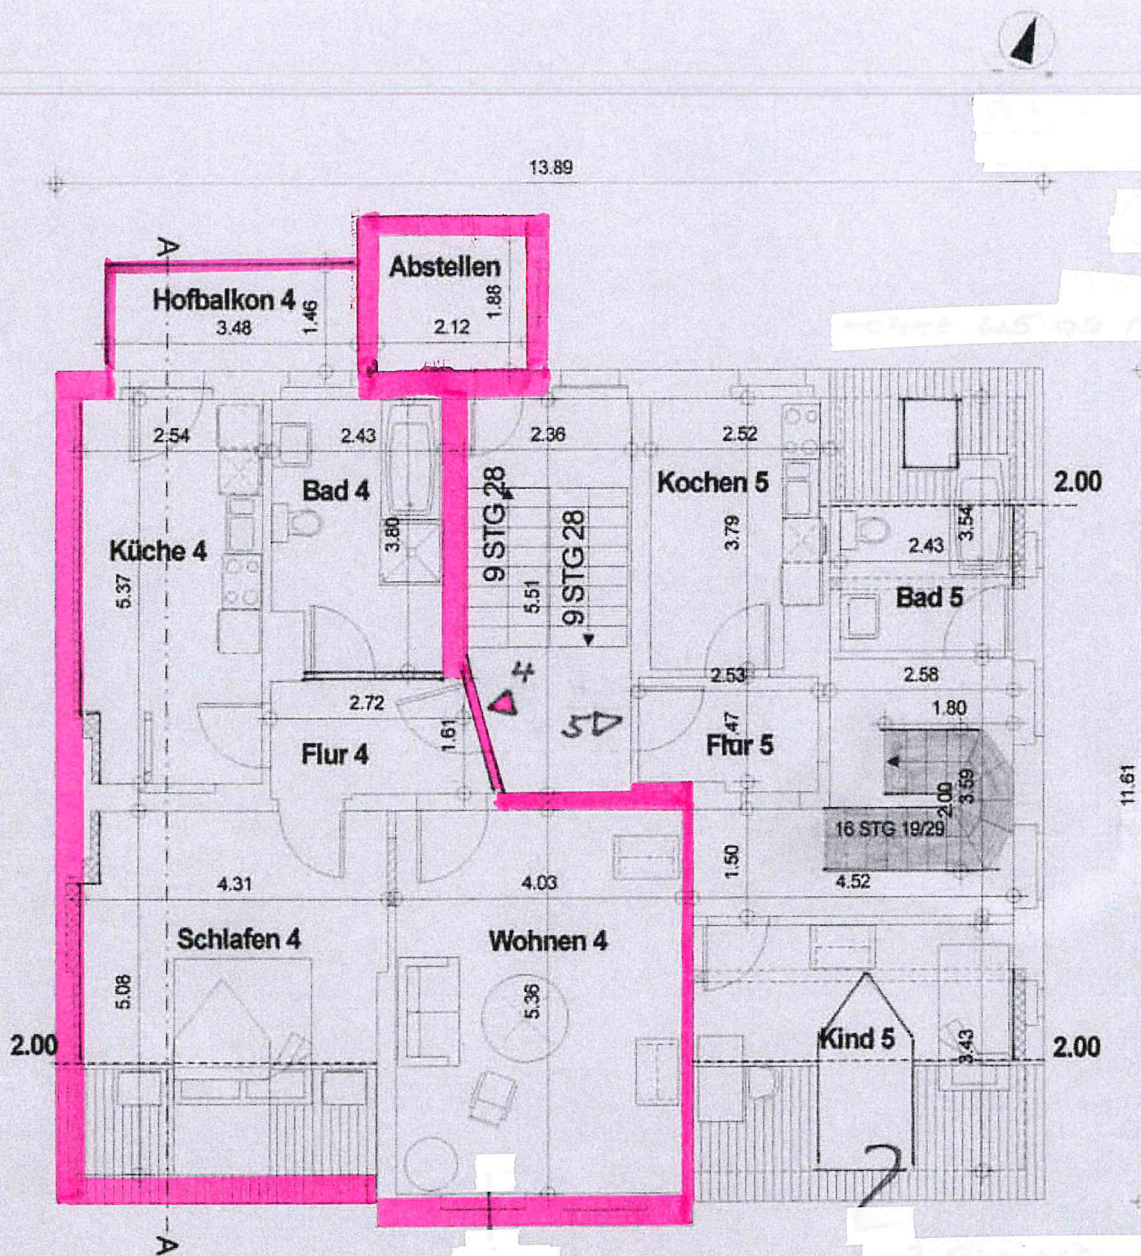 13.89
A
Abstellen
Hofbalkon 4
1.88
1.46
3.48
2.12
2.54
2.43
2.36
2.52
Bad 4
Kochen 5
2.00
9 STG 28
9 STG 28
3.80
3.79
3.54
2.43
Küche 4
5.37
5.51
Bad 5
4
2.53
2.58
2.72
1.80
1.61
5
1.47
Flur 4
Flur 5
2.00
3.59
11.61
16 STG 19/29
1.50
4.31
4.03
4.52
Schlafen 4
Wohnen 4
5.08
5.36
2.00
Kind 5
3.43
2.00
A